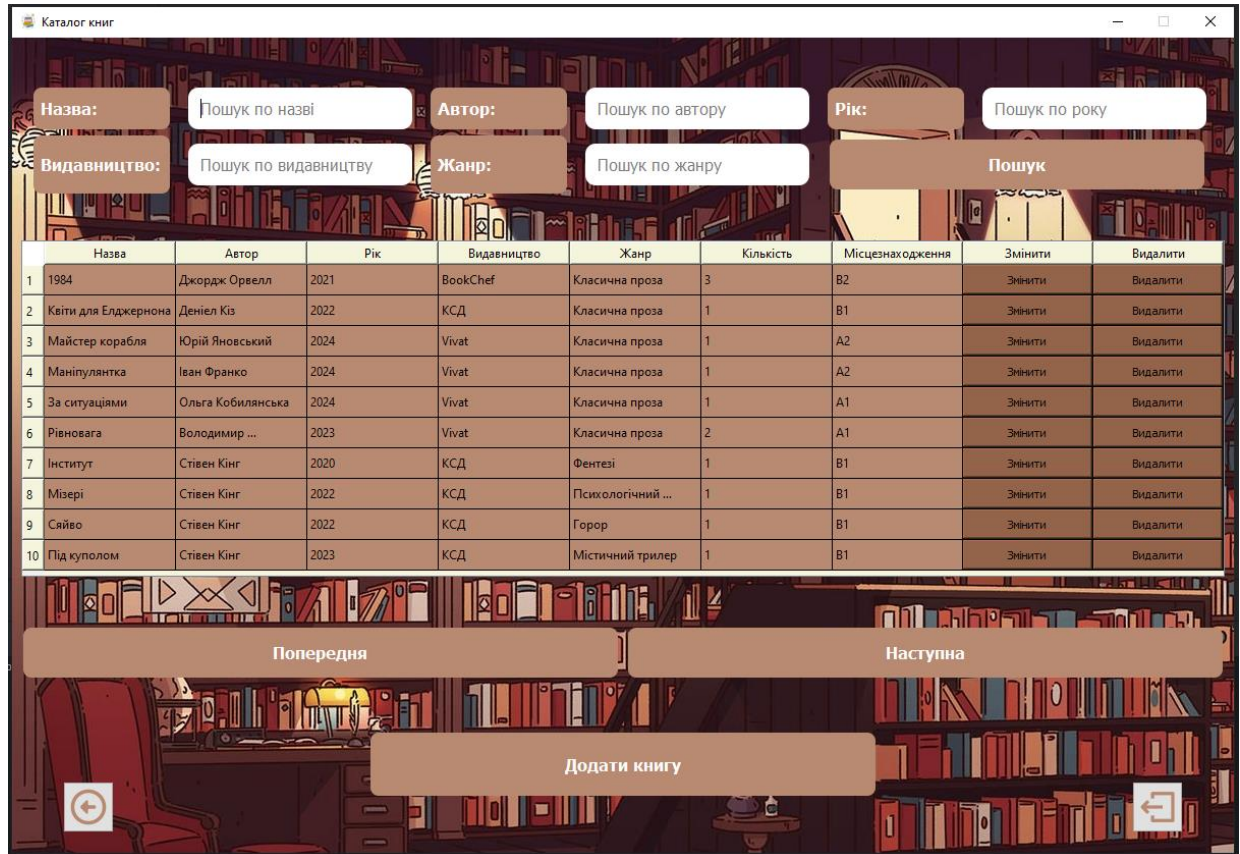 Каталог книг
Назва: Пошук по назві Автор: Пошук по автору Рік: Пошук по року
Видавництво: Пошук по видавництву Жанр: Пошук по жанру Пошук
Назва Автор Рік Видавництво Жанр Кількість Місцезнаходження Змінити Видалити
1 1984 Джордж Орвелл 2021 BookChef Класична проза 3 B2 Змінити Видалити
2 Квіти для Елджернона Деніел Кіз 2022 КСД Класична проза 1 B1 Змінити Видалити
3 Майстер корабля Юрій Яновський 2024 Vivat Класична проза 1 A2 Змінити Видалити
4 Маніпулянтка Іван Франко 2024 Vivat Класична проза 1 A2 Змінити Видалити
5 За ситуаціями Ольга Кобилянська 2024 Vivat Класична проза 1 A1 Змінити Видалити
6 Рівновага Володимир ... 2023 Vivat Класична проза 2 A1 Змінити Видалити
7 Інститут Стівен Кінг 2020 КСД Фентезі 1 B1 Змінити Видалити
8 Мізері Стівен Кінг 2022 КСД Психологічний ... 1 B1 Змінити Видалити
9 Сяйво Стівен Кінг 2022 КСД Горор 1 B1 Змінити Видалити
10 Під куполом Стівен Кінг 2023 КСД Містичний трилер 1 B1 Змінити Видалити
Попередня Наступна
Додати книгу